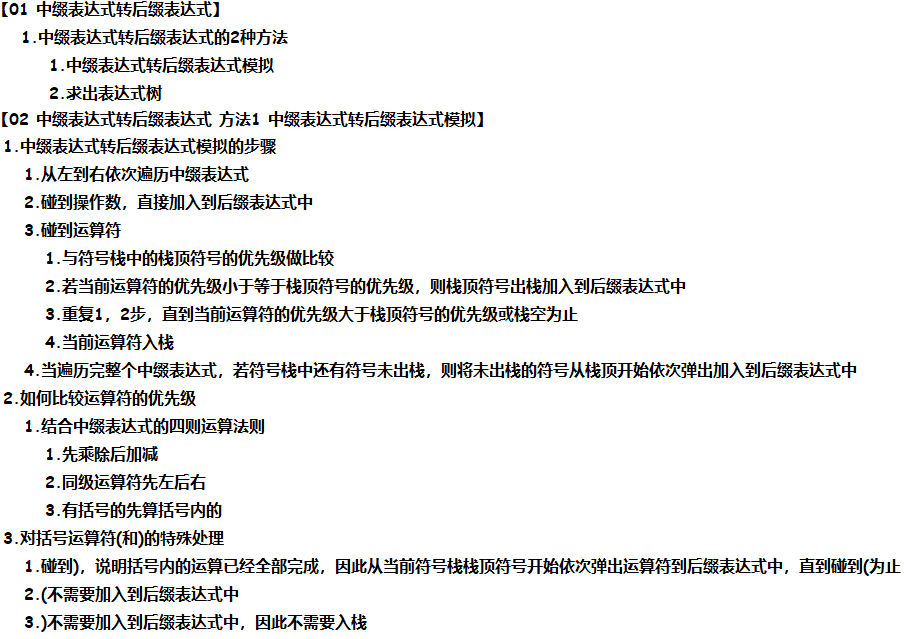 【01 中缀表达式转后缀表达式】
1.中缀表达式转后缀表达式的2种方法
1.中缀表达式转后缀表达式模拟
2.求出表达式树
【02 中缀表达式转后缀表达式 方法1 中缀表达式转后缀表达式模拟】
1.中缀表达式转后缀表达式模拟的步骤
1.从左到右依次遍历中缀表达式
2.碰到操作数，直接加入到后缀表达式中
3.碰到运算符
1.与符号栈中的栈顶符号的优先级做比较
2.若当前运算符的优先级小于等于栈顶符号的优先级，则栈顶符号出栈加入到后缀表达式中
3.重复1，2步，直到当前运算符的优先级大于栈顶符号的优先级或栈空为止
4.当前运算符入栈
4.当遍历完整个中缀表达式，若符号栈中还有符号未出栈，则将未出栈的符号从栈顶开始依次弹出加入到后缀表达式中
2.如何比较运算符的优先级
1.结合中缀表达式的四则运算法则
1.先乘除后加减
2.同级运算符先左后右
3.有括号的先算括号内的
3.对括号运算符(和)的特殊处理
1.碰到)，说明括号内的运算已经全部完成，因此从当前符号栈栈顶符号开始依次弹出运算符到后缀表达式中，直到碰到(为止
2.(不需要加入到后缀表达式中
3.)不需要加入到后缀表达式中，因此不需要入栈